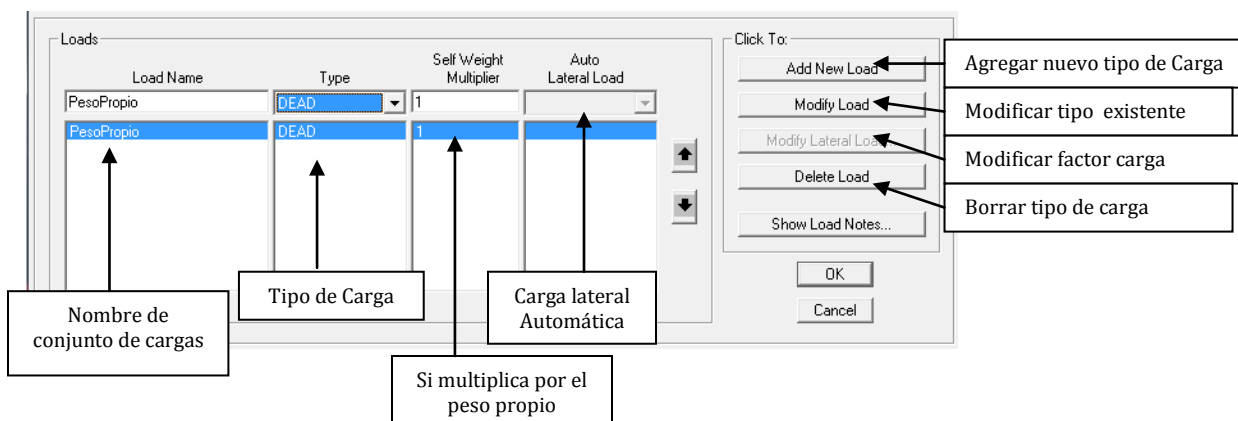 Loads
Load Name
Type
Self Weight
Multiplier
Auto
Lateral Load
PesoPropio
DEAD
1
PesoPropio
DEAD
1
Click To:
Add New Load
Modify Load
Modify Lateral Load...
Delete Load
Show Load Notes...
OK
Cancel
Agregar nuevo tipo de Carga
Modificar tipo existente
Modificar factor carga
Borrar tipo de carga
Nombre de
conjunto de cargas
Tipo de Carga
Si multiplica por el
peso propio
Carga lateral
Automática